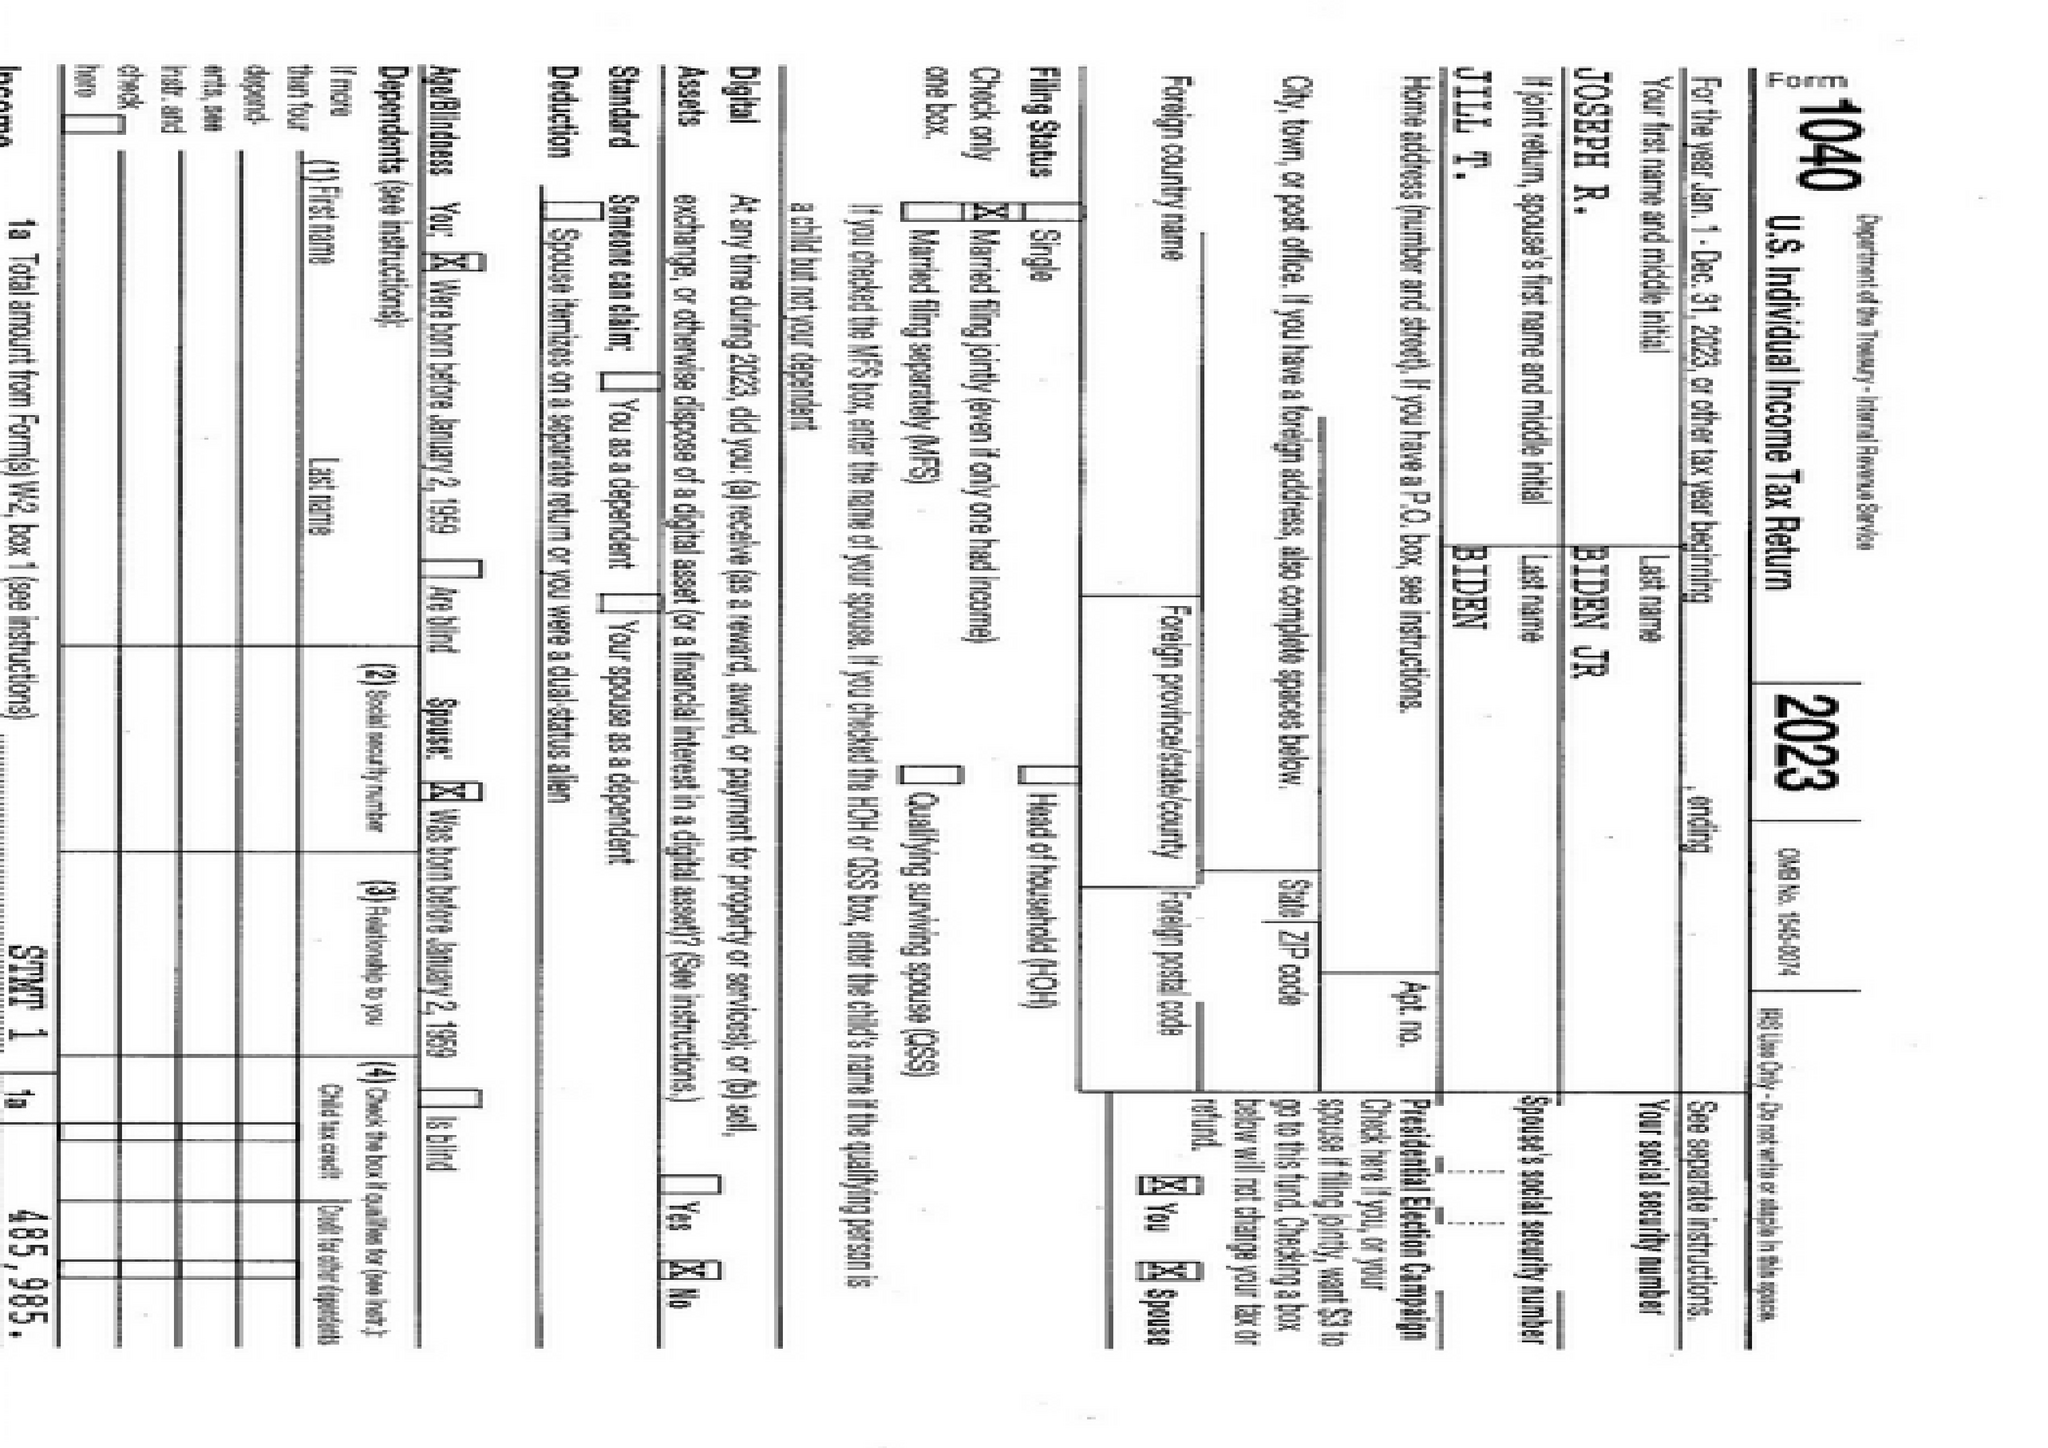 Department of the Treasury - Internal Revenue Service
Form 1040 U.S. Individual Income Tax Return 2023 OMB No. 1545-0074 IRS Use Only - Do not write or staple in this space.
For the year Jan. 1 - Dec. 31, 2023, or other tax year beginning , ending See separate instructions.
Your first name and middle initial Last name Your social security number
JOSEPH R. BIDEN JR
If joint return, spouse's first name and middle initial Last name Spouse's social security number
JILL T. BIDEN
Home address (number and street). If you have a P.O. box, see instructions. Apt. no. Presidential Election Campaign
Check here if you, or your
spouse if filing jointly, want $3 to
City, town, or post office. If you have a foreign address, also complete spaces below. State ZIP code go to this fund. Checking a box
below will not change your tax or
refund.
Foreign country name Foreign province/state/county Foreign postal code
X You X Spouse
Filing Status Single Head of household (HOH)
Check only X Married filing jointly (even if only one had income)
one box. Married filing separately (MFS) Qualifying surviving spouse (QSS)
If you checked the MFS box, enter the name of your spouse. If you checked the HOH or QSS box, enter the child's name if the qualifying person is
a child but not your dependent
Digital At any time during 2023, did you: (a) receive (as a reward, award, or payment for property or services); or (b) sell,
Assets exchange, or otherwise dispose of a digital asset (or a financial interest in a digital asset)? (See instructions.) Yes X No
Standard Someone can claim: You as a dependent Your spouse as a dependent
Deduction Spouse itemizes on a separate return or you were a dual-status alien
Age/Blindness You: X Were born before January 2, 1959 Are blind Spouse: X Was born before January 2, 1959 Is blind
Dependents (see instructions): (2) Social security number (3) Relationship to you (4) Check the box if qualifies for (see instr.):
If more (1) First name Last name Child tax credit Credit for other dependents
than four
depend-
ents, see
instr. and
check
here
Income 1a Total amount from Form(s) W-2, box 1 (see instructions) STMT 1 1a 485,985.